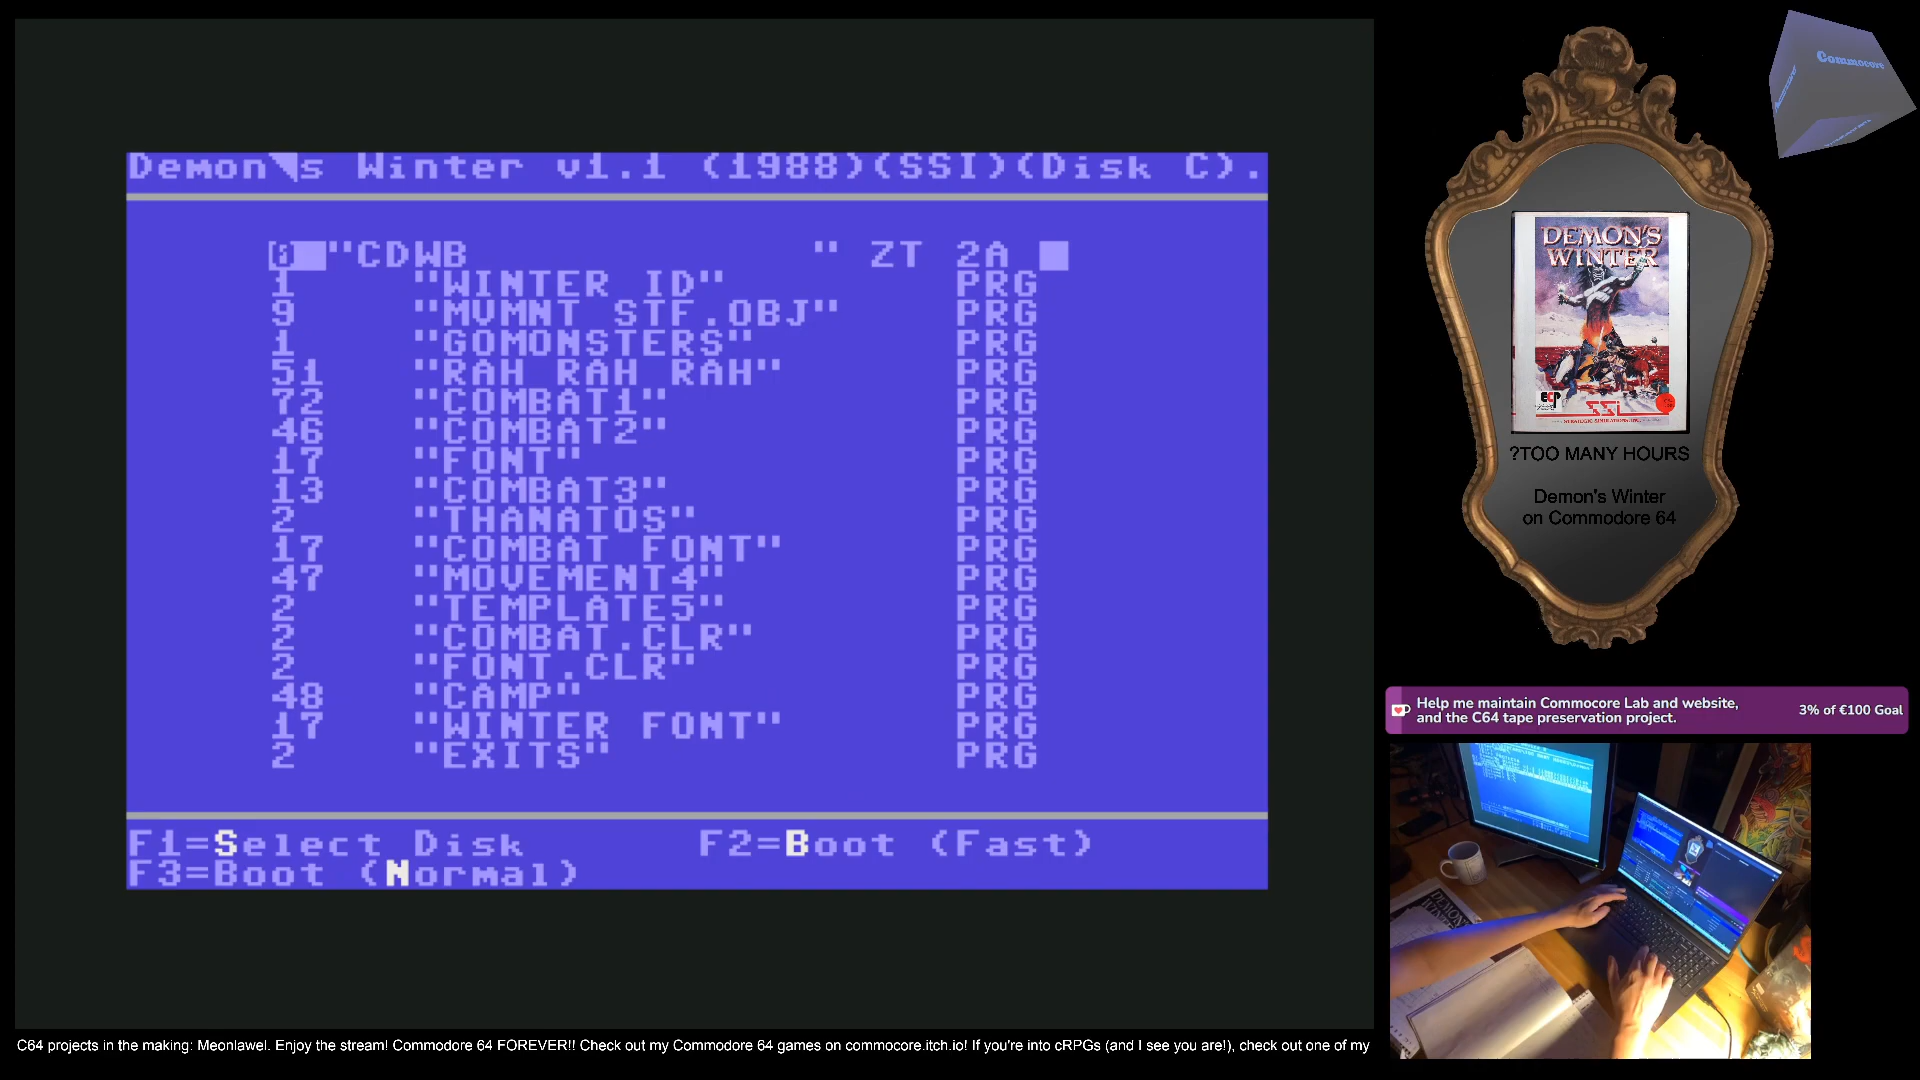 Demon's Winter v1.1 (1988)(SSI)(Disk C).
0 "CDWB            " ZT 2A
1 "WINTER ID" PRG
9 "MVMNT STF.OBJ" PRG
1 "GOMONSTERS" PRG
51 "RAH RAH RAH" PRG
72 "COMBAT1" PRG
46 "COMBAT2" PRG
17 "FONT" PRG
13 "COMBAT3" PRG
2 "THANATOS" PRG
17 "COMBAT FONT" PRG
47 "MOVEMENT4" PRG
2 "TEMPLATES" PRG
2 "COMBAT.CLR" PRG
2 "FONT.CLR" PRG
48 "CAMP" PRG
17 "WINTER FONT" PRG
2 "EXITS" PRG
F1=Select Disk F2=Boot (Fast)
F3=Boot (Normal)
Commocore
DEMON'S
WINTER
ECP
SSI
STRATEGIC SIMULATIONS, INC.
?TOO MANY HOURS
Demon's Winter
on Commodore 64
Help me maintain Commocore Lab and website,
and the C64 tape preservation project.
3% of €100 Goal
C64 projects in the making: Meonlawel. Enjoy the stream! Commodore 64 FOREVER!! Check out my Commodore 64 games on commocore.itch.io! If you're into cRPGs (and I see you are!), check out one of my